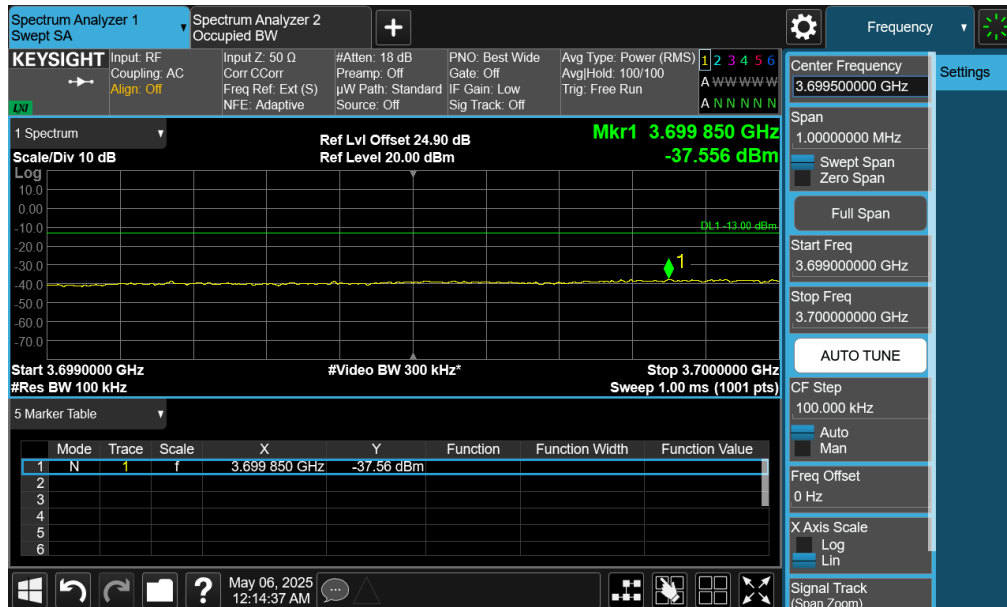 Spectrum Analyzer 1
Swept SA
Spectrum Analyzer 2
Occupied BW
+
Frequency
KEYSIGHT
LXI
Input: RF
Coupling: AC
Align: Off
Input Z: 50 Ω
Corr CCorr
Freq Ref: Ext (S)
NFE: Adaptive
#Atten: 18 dB
Preamp: Off
µW Path: Standard
Source: Off
PNO: Best Wide
Gate: Off
IF Gain: Low
Sig Track: Off
Avg Type: Power (RMS)
Avg|Hold: 100/100
Trig: Free Run
1 2 3 4 5 6
A W W W W W
A N N N N N
1 Spectrum
Scale/Div 10 dB
Ref Lvl Offset 24.90 dB
Ref Level 20.00 dBm
Mkr1 3.699 850 GHz
-37.556 dBm
Log
10.0
0.00
-10.0
-20.0
-30.0
-40.0
-50.0
-60.0
-70.0
DL1 -13.00 dBm
1
Start 3.6990000 GHz
#Res BW 100 kHz
#Video BW 300 kHz*
Stop 3.7000000 GHz
Sweep 1.00 ms (1001 pts)
5 Marker Table
Mode Trace Scale X Y Function Function Width Function Value
1 N 1 f 3.699 850 GHz -37.56 dBm
2
3
4
5
6
Center Frequency
3.699500000 GHz
Settings
Span
1.00000000 MHz
Swept Span
Zero Span
Full Span
Start Freq
3.699000000 GHz
Stop Freq
3.700000000 GHz
AUTO TUNE
CF Step
100.000 kHz
Auto
Man
Freq Offset
0 Hz
X Axis Scale
Log
Lin
Signal Track
(Span Zoom)
?
May 06, 2025
12:14:37 AM